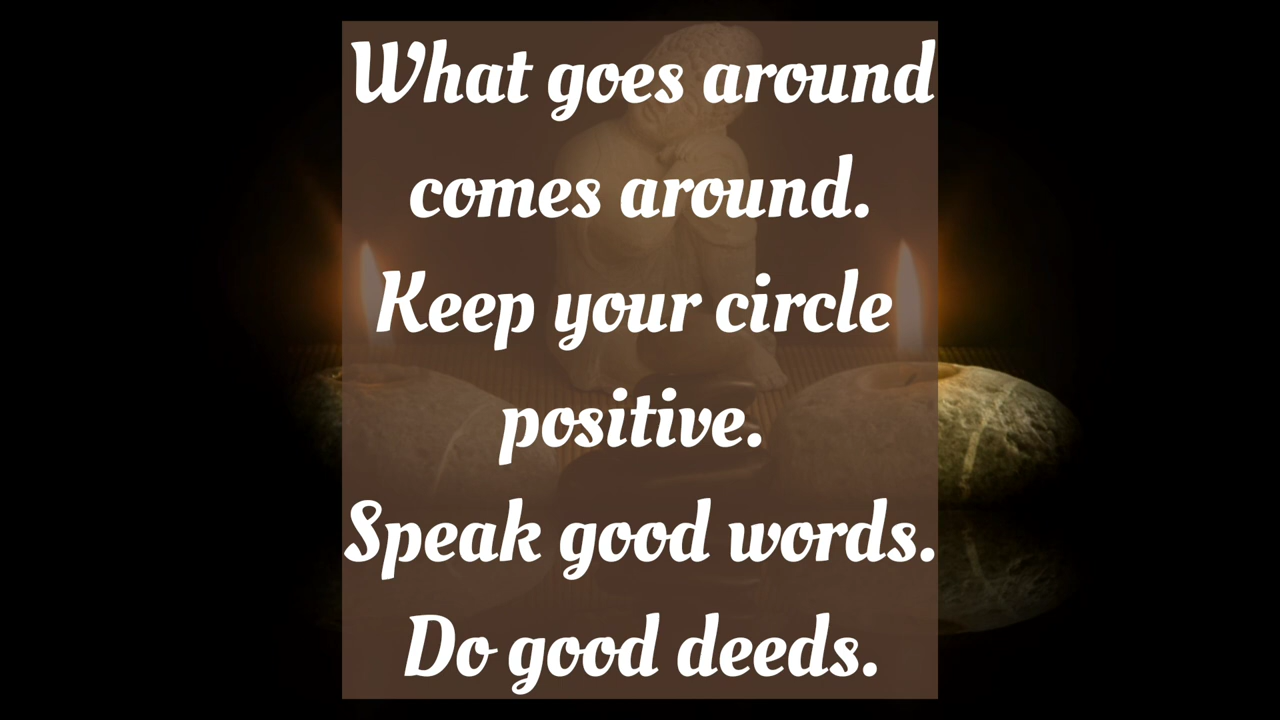 What goes around
comes around.
Keep your circle
positive.
Speak good words.
Do good deeds.